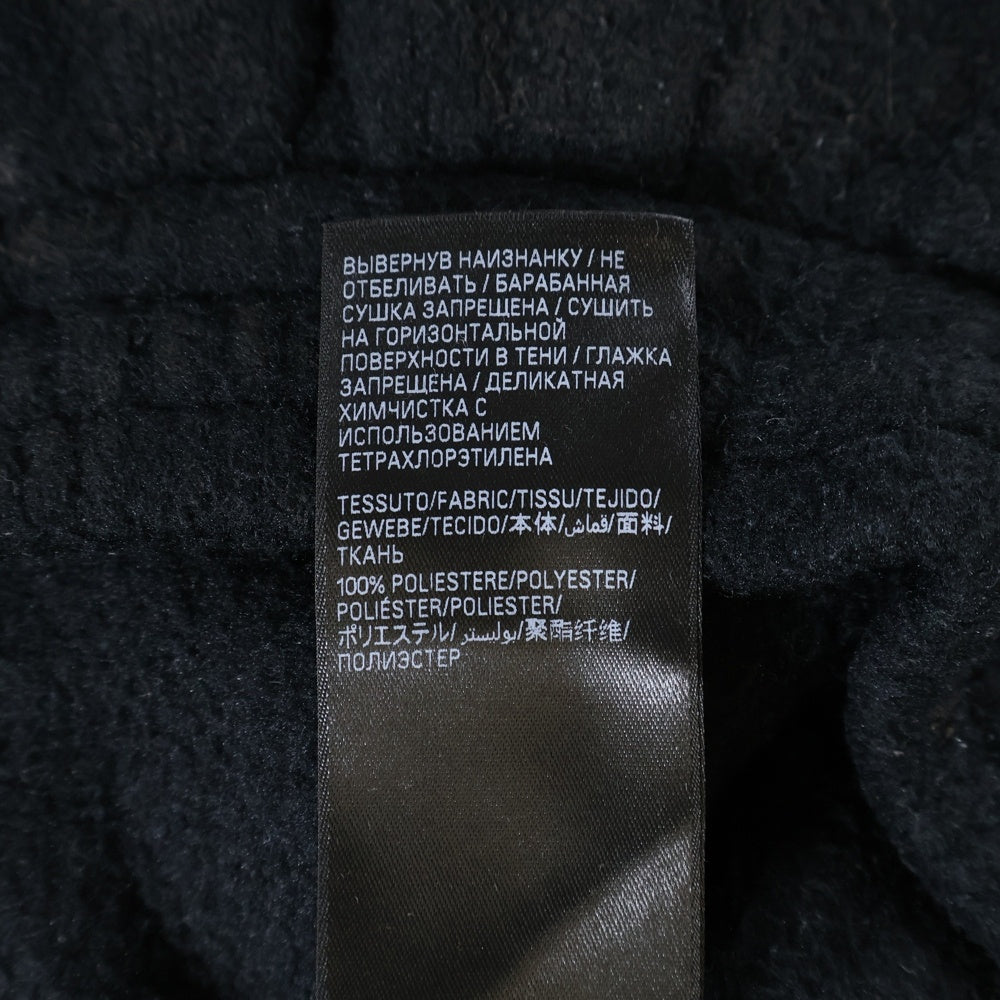 ВЫВЕРНУВ НАИЗНАНКУ / НЕ
ОТБЕЛИВАТЬ / БАРАБАННАЯ
СУШКА ЗАПРЕЩЕНА / СУШИТЬ
НА ГОРИЗОНТАЛЬНОЙ
ПОВЕРХНОСТИ В ТЕНИ / ГЛАЖКА
ЗАПРЕЩЕНА / ДЕЛИКАТНАЯ
ХИМЧИСТКА С
ИСПОЛЬЗОВАНИЕМ
ТЕТРАХЛОРЭТИЛЕНА
TESSUTO/FABRIC/TISSU/TEJIDO/
GEWEBE/TECIDO/本体/قماش/面料/
ТКАНЬ
100% POLIESTERE/POLYESTER/
POLIÉSTER/POLIESTER/
ポリエステル/بوليستر/聚酯纤维/
ПОЛИЭСТЕР